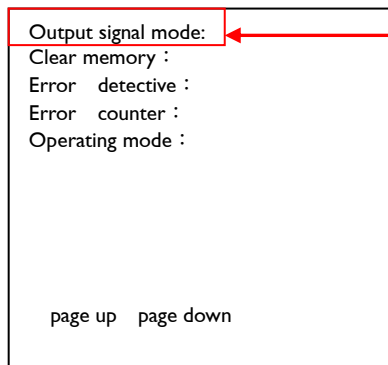 Output signal mode:
Clear memory：
Error detective：
Error counter：
Operating mode：
page up page down